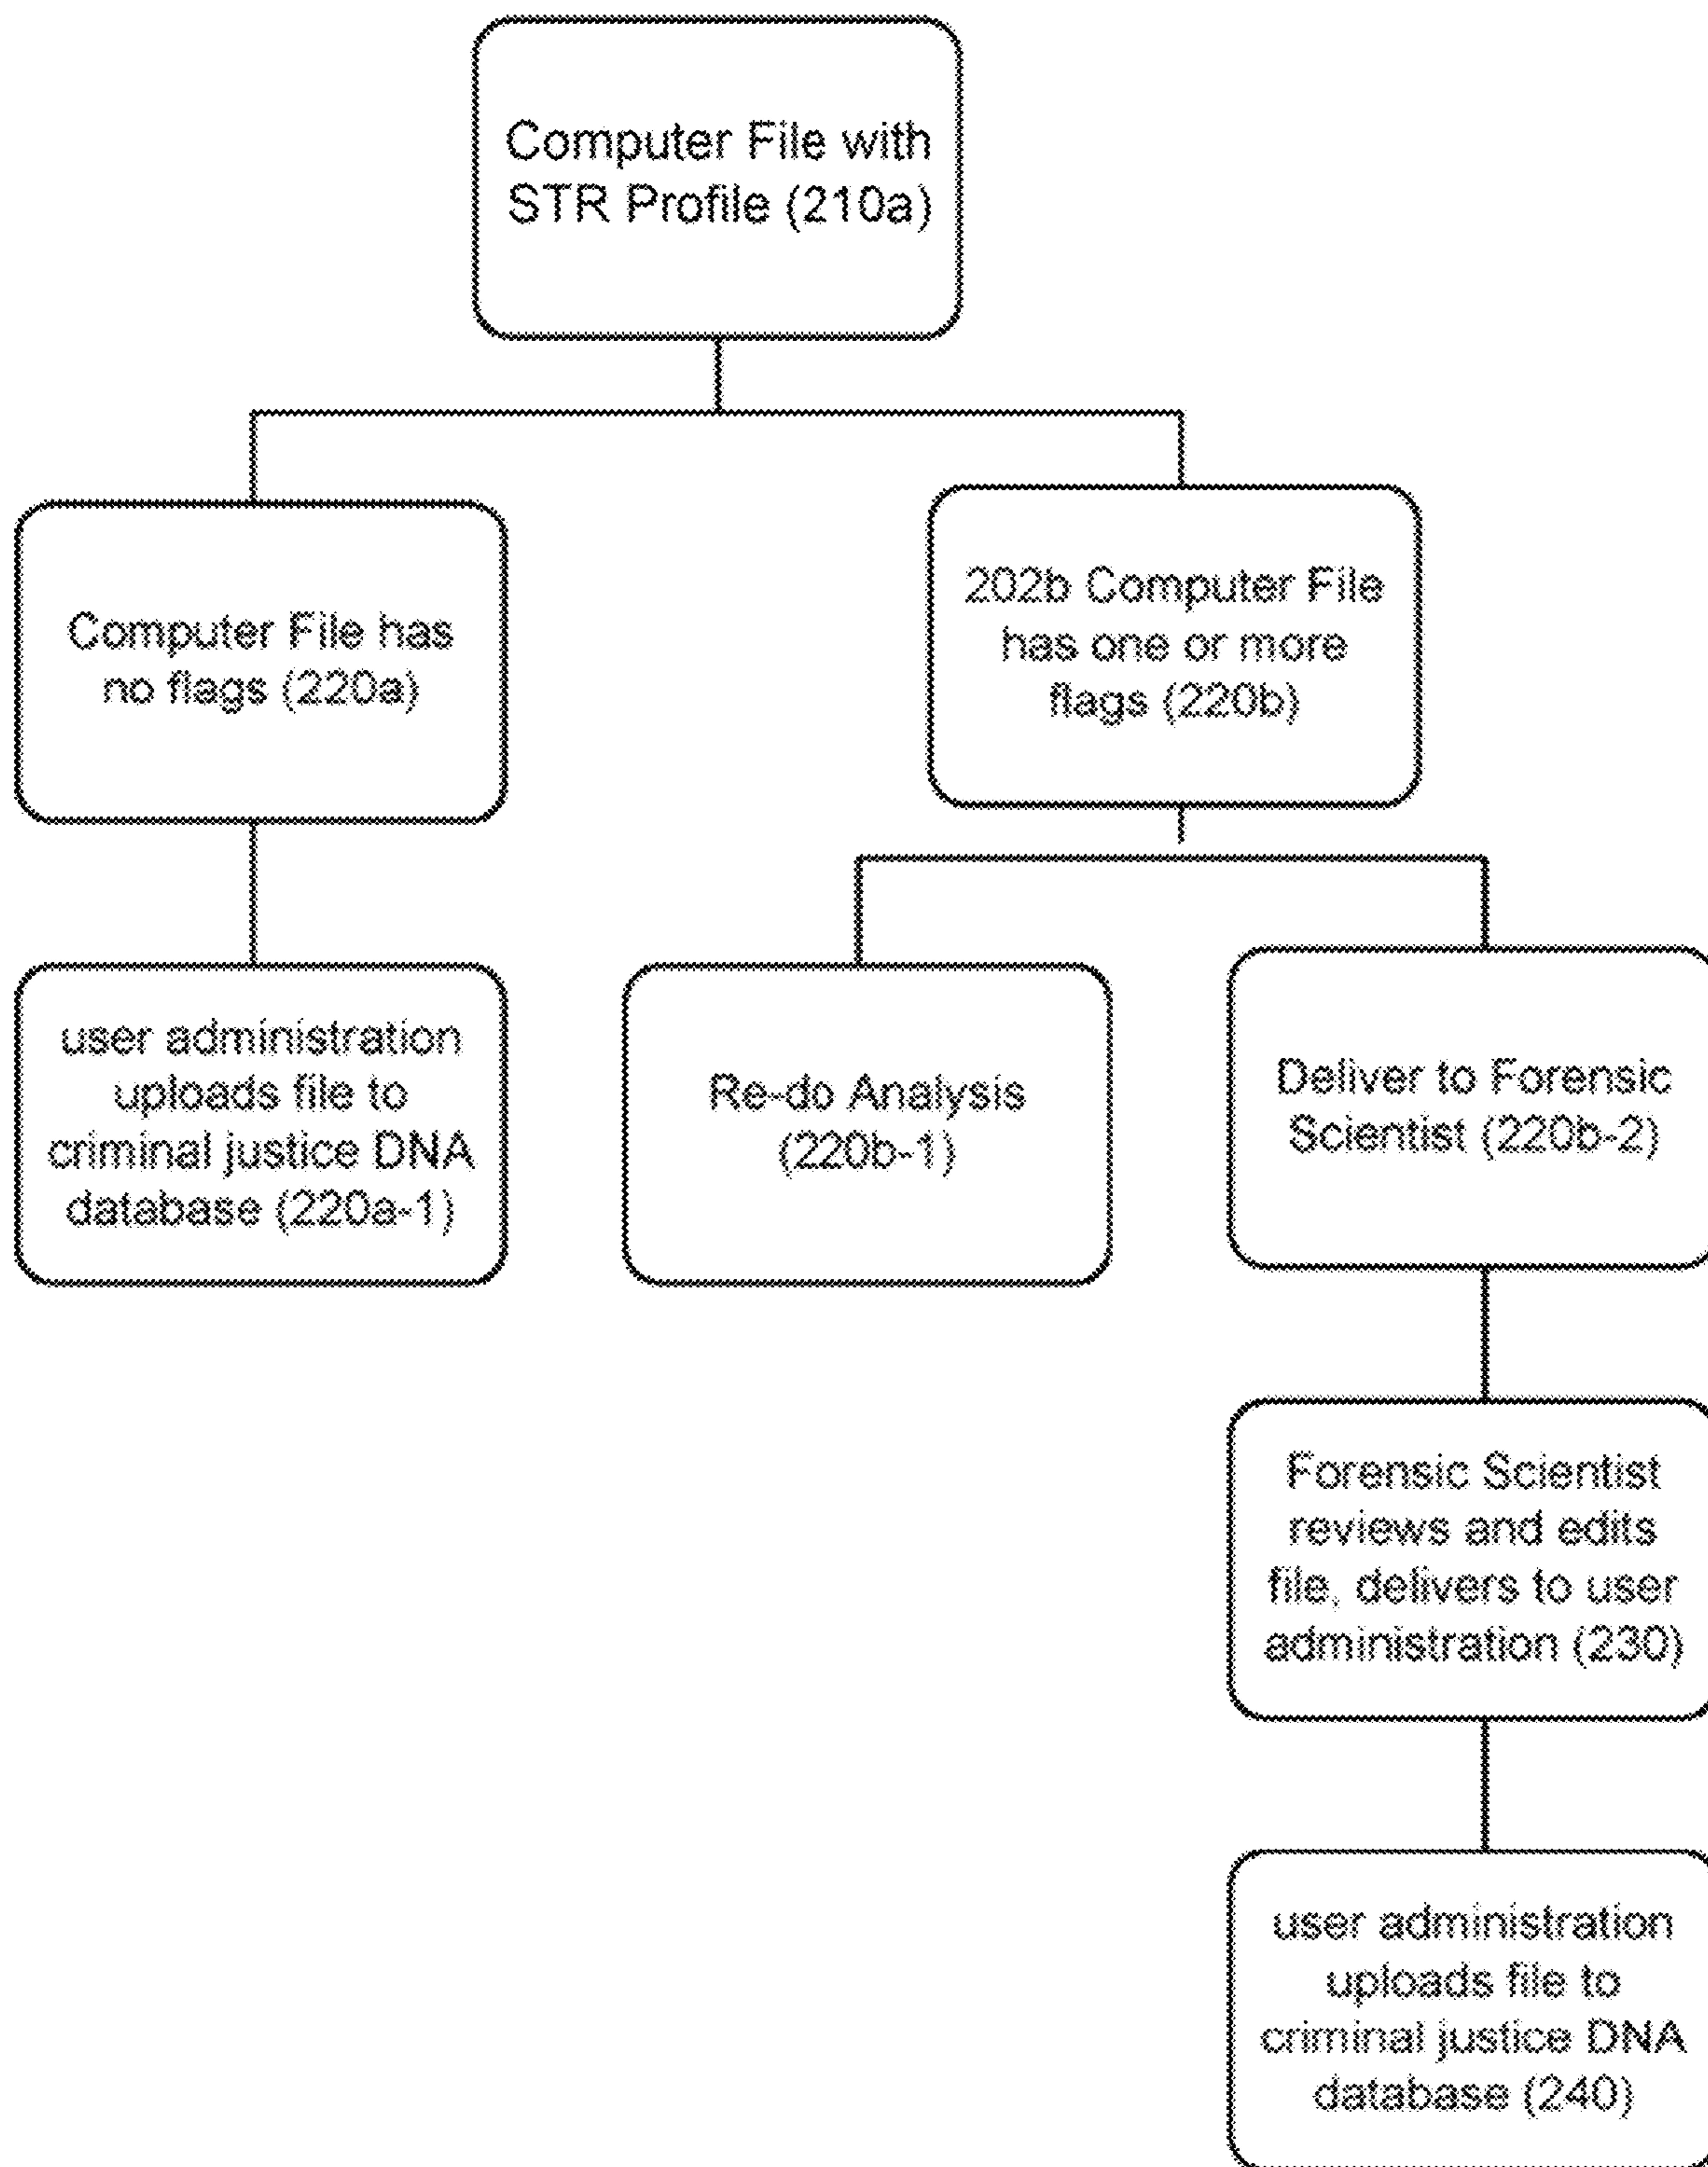 Computer File with
STR Profile (210a)
Computer File has
no flags (220a)
202b Computer File
has one or more
flags (220b)
user administration
uploads file to
criminal justice DNA
database (220a-1)
Re-do Analysis
(220b-1)
Deliver to Forensic
Scientist (220b-2)
Forensic Scientist
reviews and edits
file, delivers to user
administration (230)
user administration
uploads file to
criminal justice DNA
database (240)